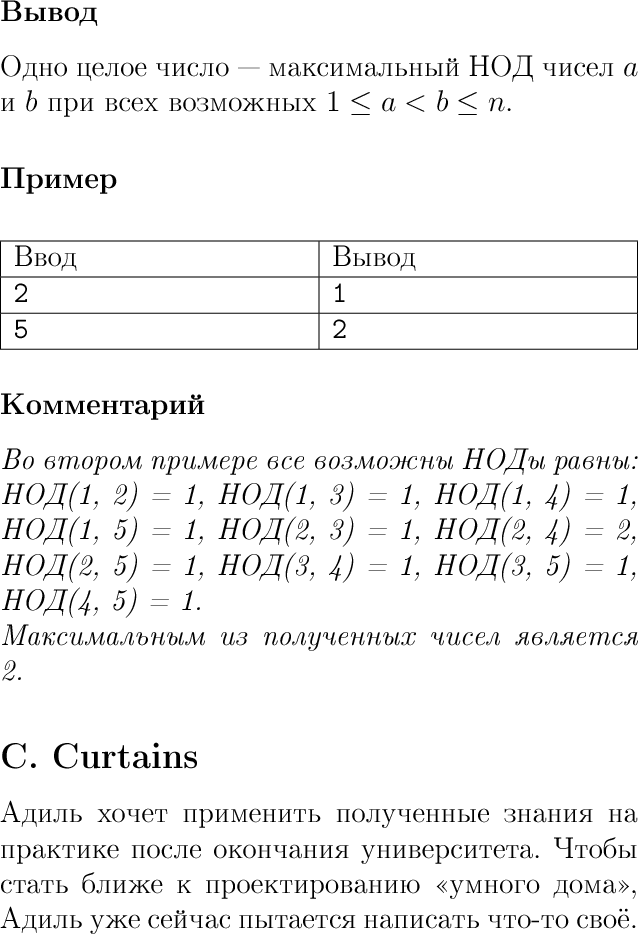 Вывод
Одно целое число — максимальный НОД чисел a
и b при всех возможных 1 ≤ a < b ≤ n.
Пример
Ввод Вывод
2 1
5 2
Комментарий
Во втором примере все возможны НОДы равны:
НОД(1, 2) = 1, НОД(1, 3) = 1, НОД(1, 4) = 1,
НОД(1, 5) = 1, НОД(2, 3) = 1, НОД(2, 4) = 2,
НОД(2, 5) = 1, НОД(3, 4) = 1, НОД(3, 5) = 1,
НОД(4, 5) = 1.
Максимальным из полученных чисел является
2.
C. Curtains
Адиль хочет применить полученные знания на
практике после окончания университета. Чтобы
стать ближе к проектированию «умного дома»,
Адиль уже сейчас пытается написать что-то своё.